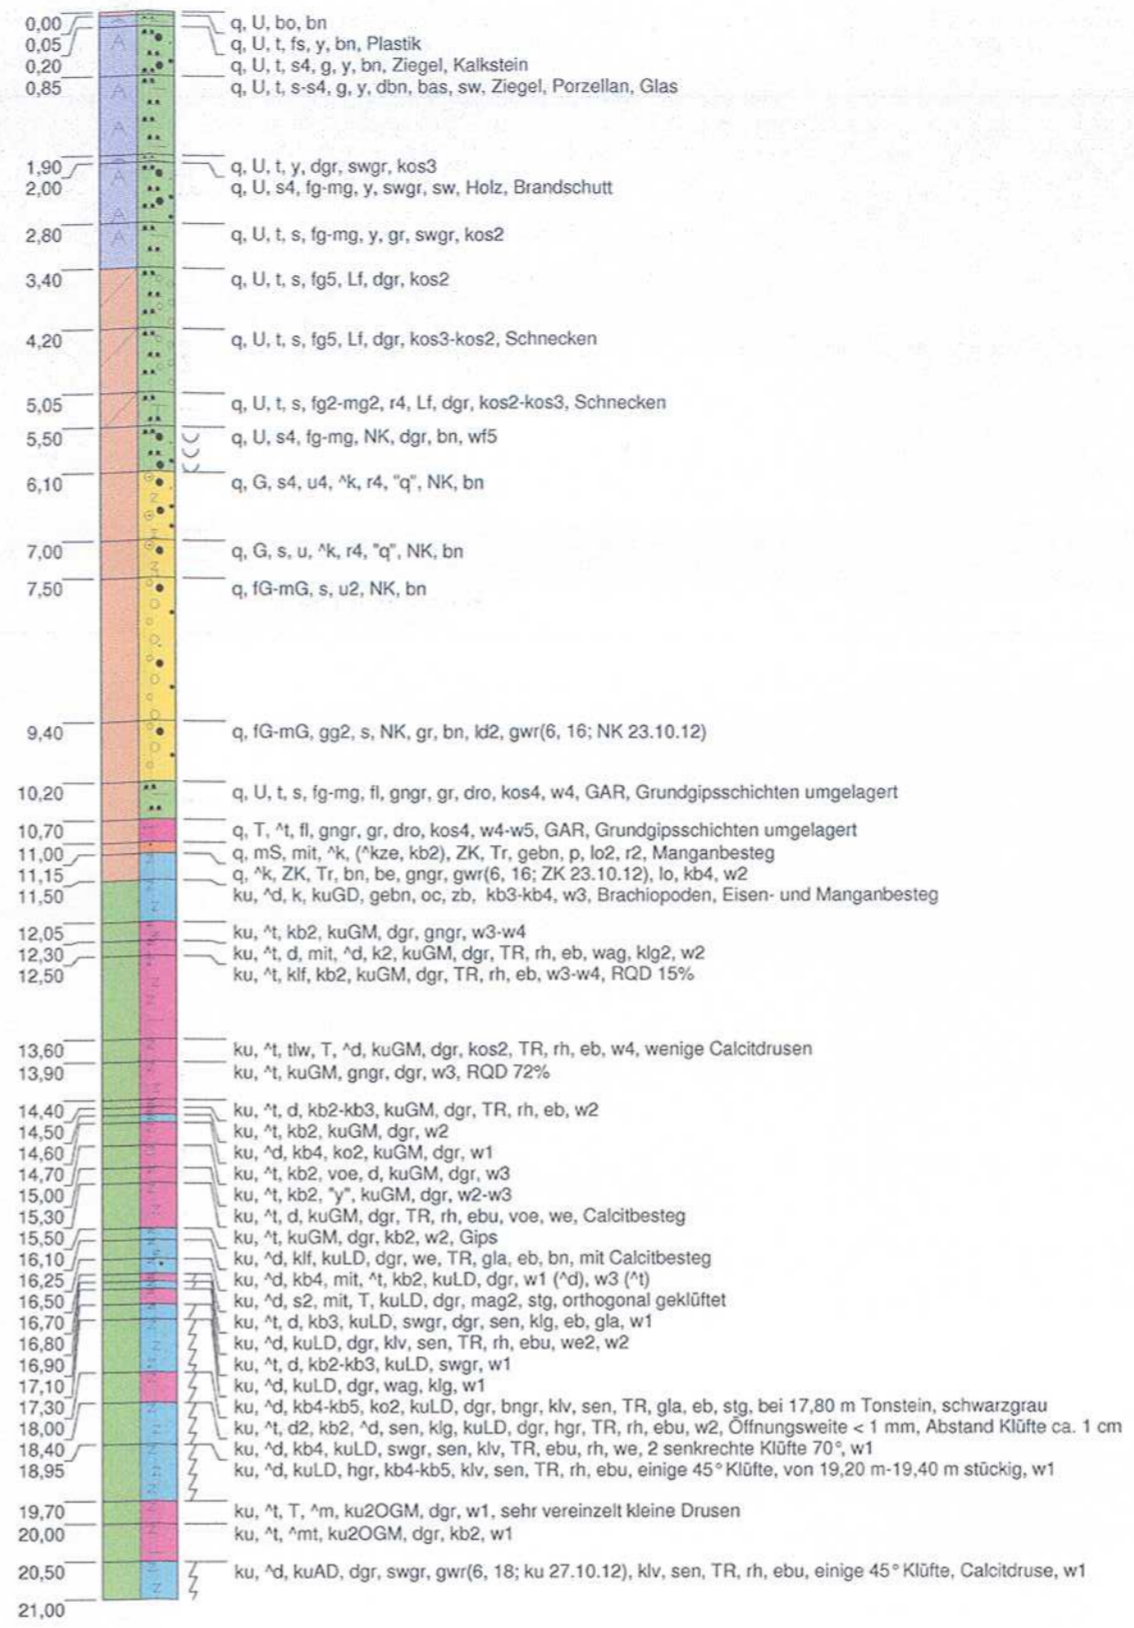 0,00 q, U, bo, bn
0,05 q, U, t, fs, y, bn, Plastik
0,20 q, U, t, s4, g, y, bn, Ziegel, Kalkstein
0,85 q, U, t, s-s4, g, y, dbn, bas, sw, Ziegel, Porzellan, Glas
1,90 q, U, t, y, dgr, swgr, kos3
2,00 q, U, s4, fg-mg, y, swgr, sw, Holz, Brandschutt
2,80 q, U, t, s, fg-mg, y, gr, swgr, kos2
3,40 q, U, t, s, fg5, Lf, dgr, kos2
4,20 q, U, t, s, fg5, Lf, dgr, kos3-kos2, Schnecken
5,05 q, U, t, s, fg2-mg2, r4, Lf, dgr, kos2-kos3, Schnecken
5,50 q, U, s4, fg-mg, NK, dgr, bn, wf5
6,10 q, G, s4, u4, ^k, r4, "q", NK, bn
7,00 q, G, s, u, ^k, r4, "q", NK, bn
7,50 q, fG-mG, s, u2, NK, bn
9,40 q, fG-mG, gg2, s, NK, gr, bn, ld2, gwr(6, 16; NK 23.10.12)
10,20 q, U, t, s, fg-mg, fl, gngr, gr, dro, kos4, w4, GAR, Grundgipsschichten umgelagert
10,70 q, T, ^t, fl, gngr, gr, dro, kos4, w4-w5, GAR, Grundgipsschichten umgelagert
11,00 q, mS, mit, ^k, (^kze, kb2), ZK, Tr, gebn, p, lo2, r2, Manganbesteg
11,15 q, ^k, ZK, Tr, bn, be, gngr, gwr(6, 16; ZK 23.10.12), lo, kb4, w2
11,50 ku, ^d, k, kuGD, gebn, oc, zb, kb3-kb4, w3, Brachiopoden, Eisen- und Manganbesteg
12,05 ku, ^t, kb2, kuGM, dgr, gngr, w3-w4
12,30 ku, ^t, d, mit, ^d, k2, kuGM, dgr, TR, rh, eb, wag, klg2, w2
12,50 ku, ^t, klf, kb2, kuGM, dgr, TR, rh, eb, w3-w4, RQD 15%
13,60 ku, ^t, tlw, T, ^d, kuGM, dgr, kos2, TR, rh, eb, w4, wenige Calcitdrusen
13,90 ku, ^t, kuGM, gngr, dgr, w3, RQD 72%
14,40 ku, ^t, d, kb2-kb3, kuGM, dgr, TR, rh, eb, w2
14,50 ku, ^t, kb2, kuGM, dgr, w2
14,60 ku, ^d, kb4, ko2, kuGM, dgr, w1
14,70 ku, ^t, kb2, voe, d, kuGM, dgr, w3
15,00 ku, ^t, kb2, "y", kuGM, dgr, w2-w3
15,30 ku, ^t, d, kuGM, dgr, TR, rh, ebu, voe, we, Calcitbesteg
15,50 ku, ^t, kuGM, dgr, kb2, w2, Gips
16,10 ku, ^d, klf, kuLD, dgr, we, TR, gla, eb, bn, mit Calcitbesteg
16,25 ku, ^d, kb4, mit, ^t, kb2, kuLD, dgr, w1 (^d), w3 (^t)
16,50 ku, ^d, s2, mit, T, kuLD, dgr, mag2, stg, orthogonal geklüftet
16,70 ku, ^t, d, kb3, kuLD, swgr, dgr, sen, klg, eb, gla, w1
16,80 ku, ^d, kuLD, dgr, klv, sen, TR, rh, ebu, we2, w2
16,90 ku, ^t, d, kb2-kb3, kuLD, swgr, w1
17,10 ku, ^d, kuLD, dgr, wag, klg, w1
17,30 ku, ^d, kb4-kb5, ko2, kuLD, dgr, bngr, klv, sen, TR, gla, eb, stg, bei 17,80 m Tonstein, schwarzgrau
18,00 ku, ^t, d2, kb2, ^d, sen, klg, kuLD, dgr, hgr, TR, rh, ebu, w2, Öffnungsweite < 1 mm, Abstand Klüfte ca. 1 cm
18,40 ku, ^d, kb4, kuLD, swgr, sen, klv, TR, ebu, rh, we, 2 senkrechte Klüfte 70°, w1
18,95 ku, ^d, kuLD, hgr, kb4-kb5, klv, sen, TR, rh, ebu, einige 45° Klüfte, von 19,20 m-19,40 m stückig, w1
19,70 ku, ^t, T, ^m, ku2OGM, dgr, w1, sehr vereinzelt kleine Drusen
20,00 ku, ^t, ^mt, ku2OGM, dgr, kb2, w1
20,50 ku, ^d, kuAD, dgr, swgr, gwr(6, 18; ku 27.10.12), klv, sen, TR, rh, ebu, einige 45° Klüfte, Calcitdruse, w1
21,00